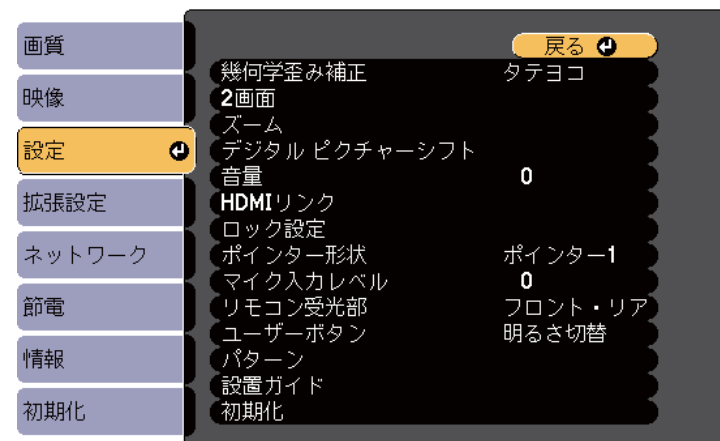 画質
映像
設定
拡張設定
ネットワーク
節電
情報
初期化
戻る
幾何学歪み補正 タテヨコ
2画面
ズーム
デジタル ピクチャーシフト
音量 0
HDMIリンク
ロック設定
ポインター形状 ポインター1
マイク入力レベル 0
リモコン受光部 フロント・リア
ユーザーボタン 明るさ切替
パターン
設置ガイド
初期化